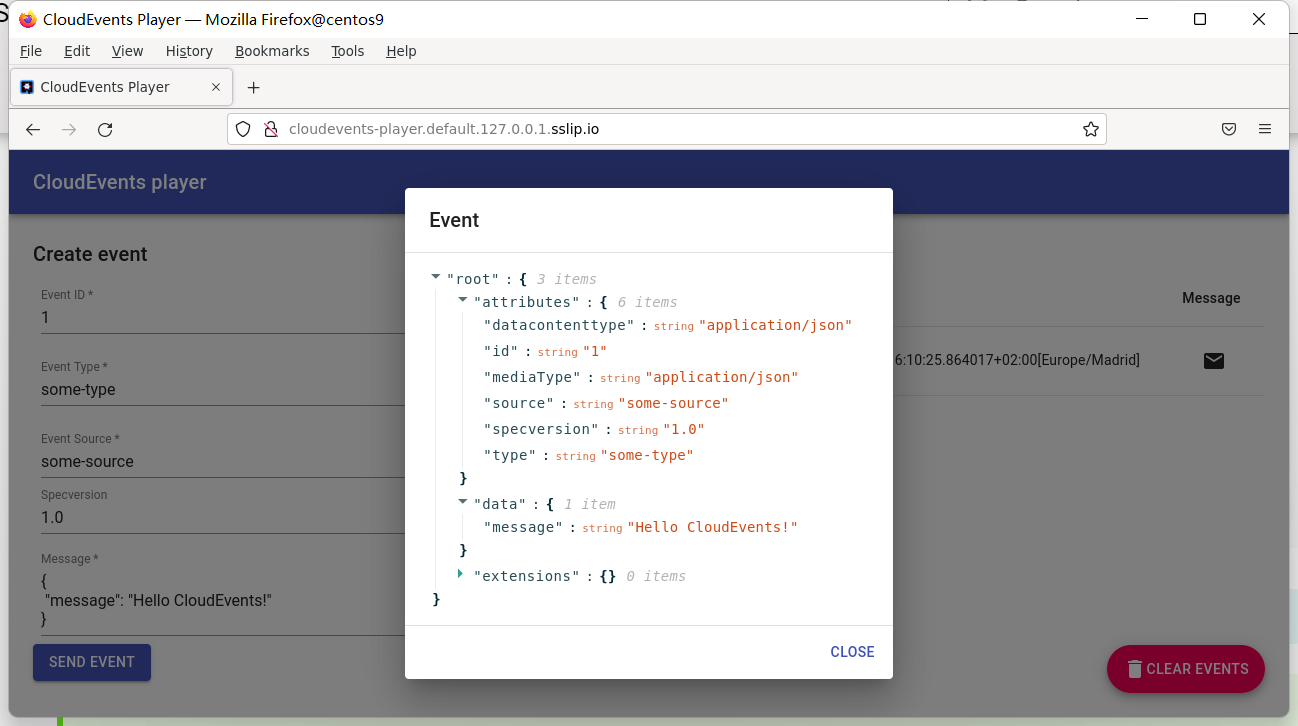 CloudEvents Player — Mozilla Firefox@centos9
File Edit View History Bookmarks Tools Help
CloudEvents Player
cloudevents-player.default.127.0.0.1.sslip.io
CloudEvents player
Create event
Event ID *
1
Event Type *
some-type
Event Source *
some-source
Specversion
1.0
Message *
{
"message": "Hello CloudEvents!"
}
SEND EVENT
Event
"root" : { 3 items
"attributes" : { 6 items
"datacontenttype" : string "application/json"
"id" : string "1"
"mediaType" : string "application/json"
"source" : string "some-source"
"specversion" : string "1.0"
"type" : string "some-type"
}
"data" : { 1 item
"message" : string "Hello CloudEvents!"
}
"extensions" : {} 0 items
}
CLOSE
Message
6:10:25.864017+02:00[Europe/Madrid]
CLEAR EVENTS